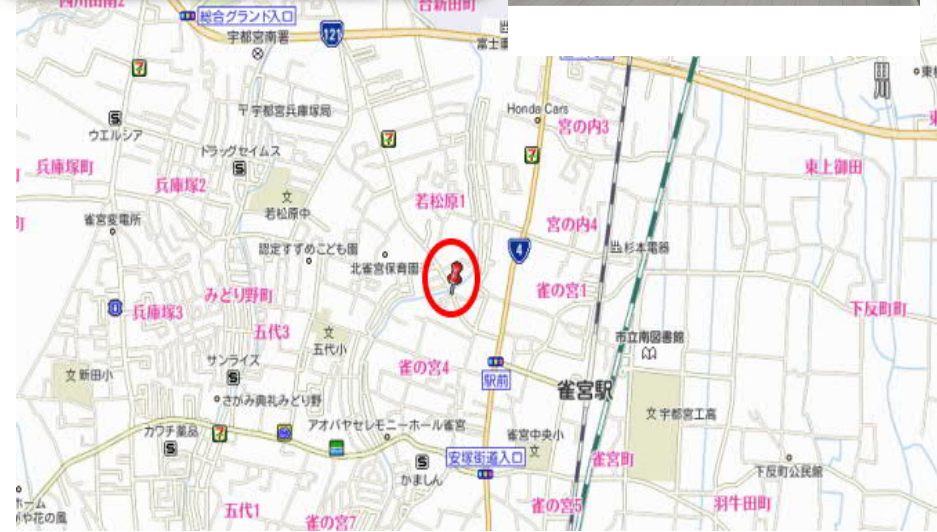 西川田南2
総合グランド入口
121
台新田町
宇都宮南署
7
〒宇都宮兵庫塚局
S
ウエルシア
ドラッグセイムス
S
7
Honda Cars
宮の内3
7
兵庫塚町
兵庫塚2
文
若松原中
若松原1
東上御田
雀宮変電所
認定すずめこども園
北雀宮保育園
宮の内4
4
杉本電器
みどり野町
兵庫塚3
五代3
文
五代小
雀の宮1
下反町町
市立南図書館
サンライズ
S
文新田小
雀の宮4
駅前
雀宮駅
さがみ典礼みどり野
文宇都宮工高
カワチ薬品
S
7
アオバヤセレモニーホール雀宮
雀宮中央小
文
安塚街道入口
S
かましん
雀宮町
下反町公民館
五代1
雀の宮7
雀の宮5
羽牛田町